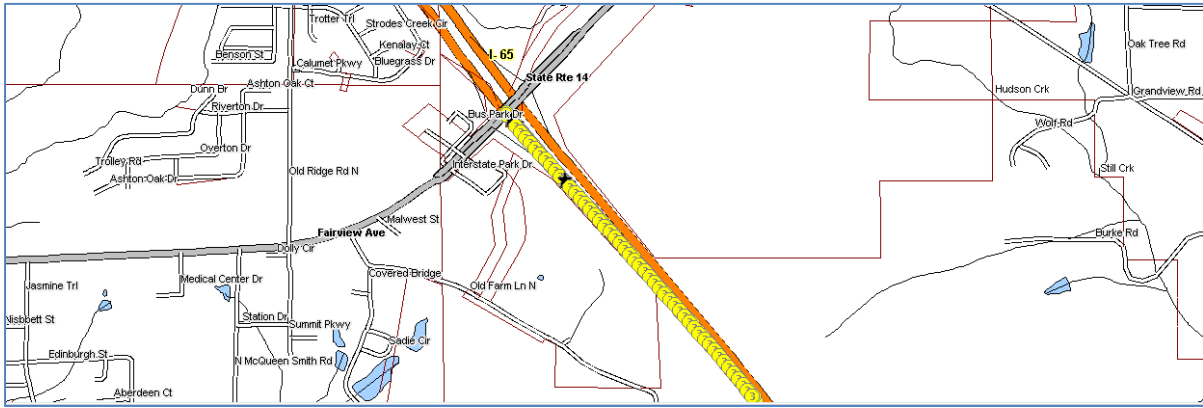 Trotter Trl
Strodes Creek Cir
Kenalay Ct
Benson St
Bluegrass Dr
I- 65
Oak Tree Rd
Calumet Pkwy
State Rte 14
Ashton Oak Ct
Dunn Br
Hudson Crk
Grandview Rd
Riverton Dr
Bus Park Dr
Wolf Rd
Overton Dr
Trolley Rd
Interstate Park Dr
Old Ridge Rd N
Still Crk
Ashton Oak Dr
Malwest St
Fairview Ave
Burke Rd
Dolly Cir
Covered Bridge
Medical Center Dr
Jasmine Trl
Old Farm Ln N
Nisbett St
Station Dr
Summit Pkwy
Sadie Cir
Edinburgh St
N McQueen Smith Rd
Aberdeen Ct
3